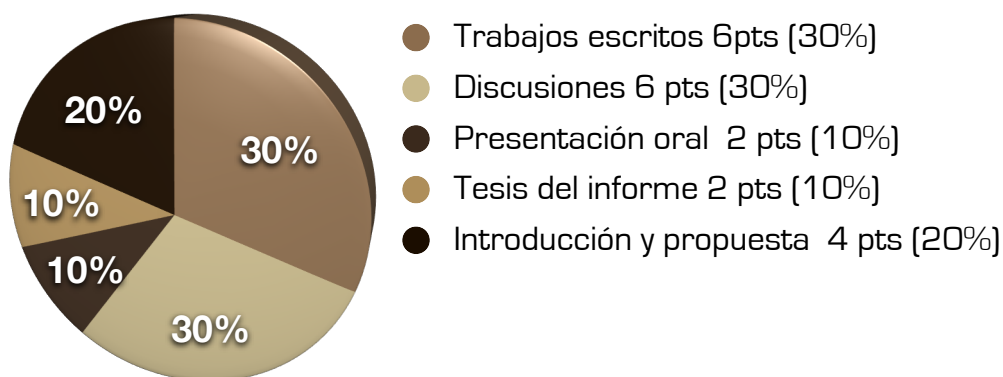 Trabajos escritos 6pts (30%)
Discusiones 6 pts (30%)
Presentación oral 2 pts (10%)
Tesis del informe 2 pts (10%)
Introducción y propuesta 4 pts (20%)
20%
30%
10%
10%
30%